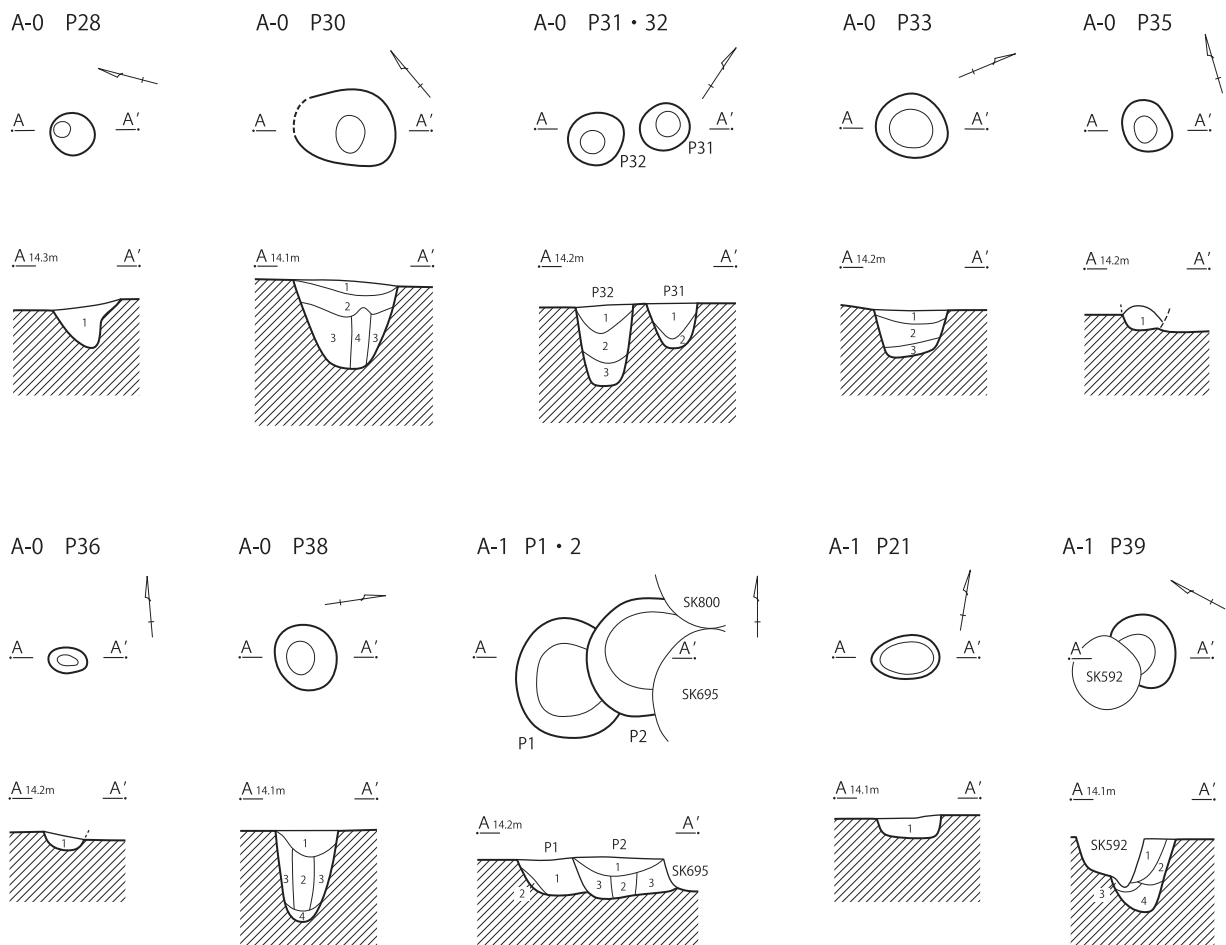 A-0 P28
A-0 P30
A-0 P31・32
A-0 P33
A-0 P35
A A'
A A'
A A'
P32 P31
A A'
A A'
A 14.3m A'
1
A 14.1m A'
1
2
3 4 3
A 14.2m A'
P32 P31
1 1
2 2
3
A 14.2m A'
1
2
3
A 14.2m A'
1
A-0 P36
A-0 P38
A-1 P1・2
A-1 P21
A-1 P39
A A'
A A'
SK800
A A'
SK695
P1 P2
A A'
A A'
SK592
A 14.2m A'
1
A 14.1m A'
1
3 2 3
4
A 14.2m A'
P1 P2
SK695
1 1
2 3 2 3
A 14.1m A'
1
A 14.1m A'
SK592
1
2
3
4